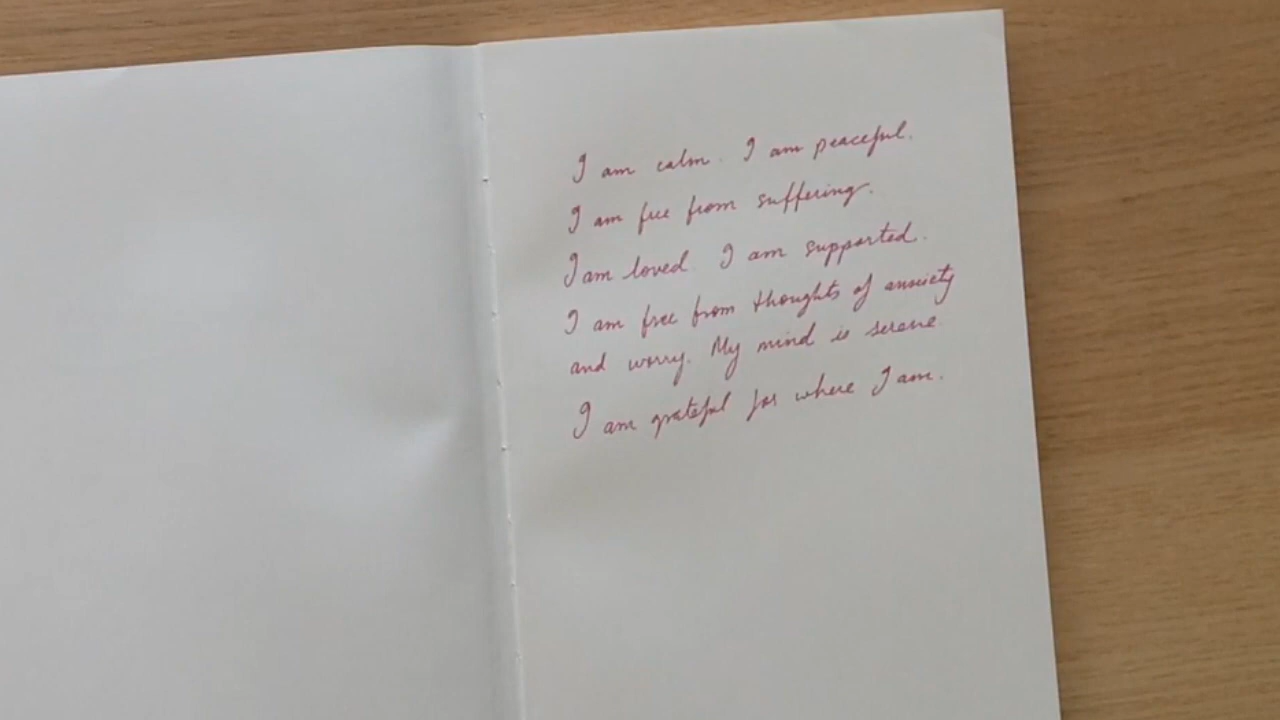 I am calm. I am peaceful.
I am free from suffering.
I am loved. I am supported.
I am free from thoughts of anxiety
and worry. My mind is serene.
I am grateful for where I am.